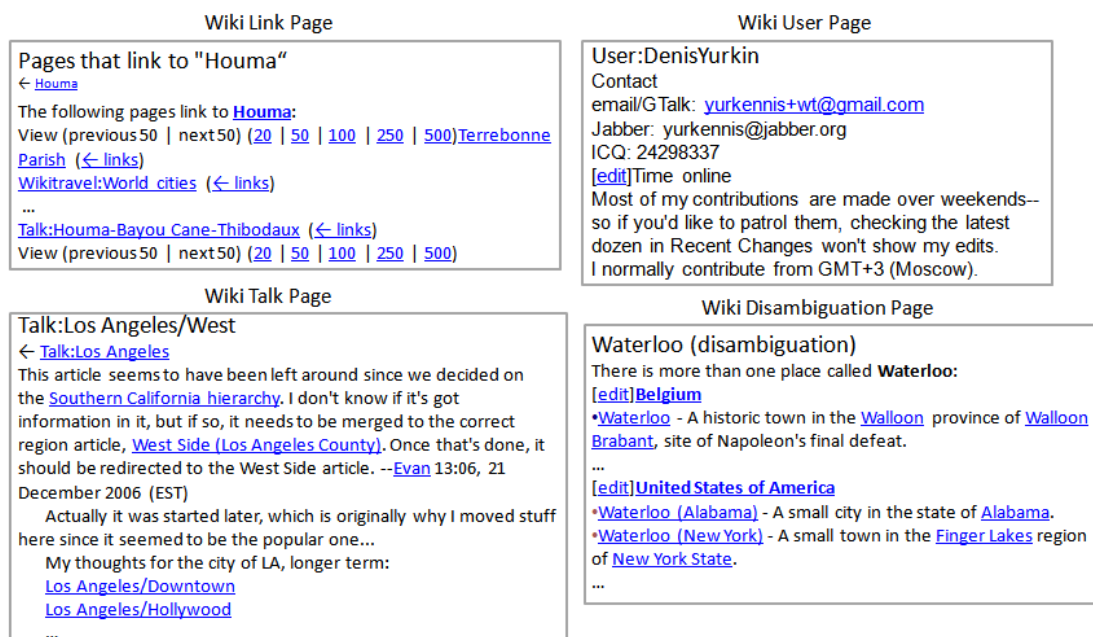 Wiki Link Page
Pages that link to "Houma“
← Houma
The following pages link to Houma:
View (previous 50 | next 50) (20 | 50 | 100 | 250 | 500)Terrebonne
Parish (← links)
Wikitravel:World cities (← links)
...
Talk:Houma-Bayou Cane-Thibodaux (← links)
View (previous 50 | next 50) (20 | 50 | 100 | 250 | 500)
Wiki User Page
User:DenisYurkin
Contact
email/GTalk: yurkennis+wt@gmail.com
Jabber: yurkennis@jabber.org
ICQ: 24298337
[edit]Time online
Most of my contributions are made over weekends--
so if you'd like to patrol them, checking the latest
dozen in Recent Changes won't show my edits.
I normally contribute from GMT+3 (Moscow).
Wiki Talk Page
Talk:Los Angeles/West
← Talk:Los Angeles
This article seems to have been left around since we decided on
the Southern California hierarchy. I don't know if it's got
information in it, but if so, it needs to be merged to the correct
region article, West Side (Los Angeles County). Once that's done, it
should be redirected to the West Side article. --Evan 13:06, 21
December 2006 (EST)
Actually it was started later, which is originally why I moved stuff
here since it seemed to be the popular one...
My thoughts for the city of LA, longer term:
Los Angeles/Downtown
Los Angeles/Hollywood
...
Wiki Disambiguation Page
Waterloo (disambiguation)
There is more than one place called Waterloo:
[edit]Belgium
•Waterloo - A historic town in the Walloon province of Walloon
Brabant, site of Napoleon's final defeat.
...
[edit]United States of America
•Waterloo (Alabama) - A small city in the state of Alabama.
•Waterloo (New York) - A small town in the Finger Lakes region
of New York State.
...